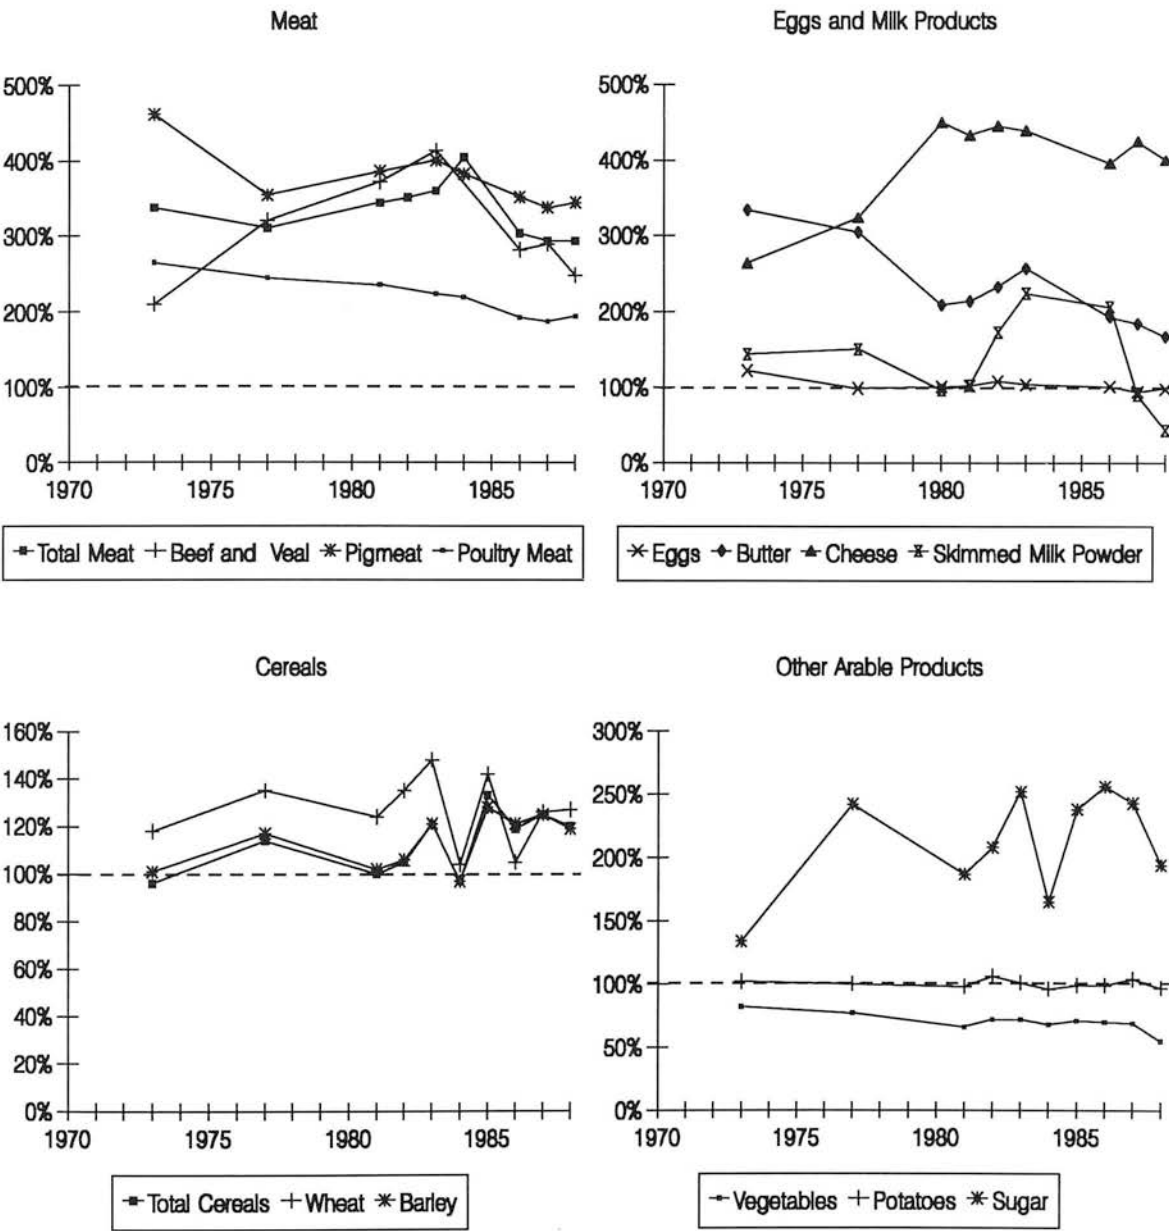 Meat
500%
400%
300%
200%
100%
0%
1970 1975 1980 1985
Total Meat Beef and Veal Pigmeat Poultry Meat
Eggs and Milk Products
500%
400%
300%
200%
100%
0%
1970 1975 1980 1985
Eggs Butter Cheese Skimmed Milk Powder
Cereals
160%
140%
120%
100%
80%
60%
40%
20%
0%
1970 1975 1980 1985
Total Cereals Wheat Barley
Other Arable Products
300%
250%
200%
150%
100%
50%
0%
1970 1975 1980 1985
Vegetables Potatoes Sugar